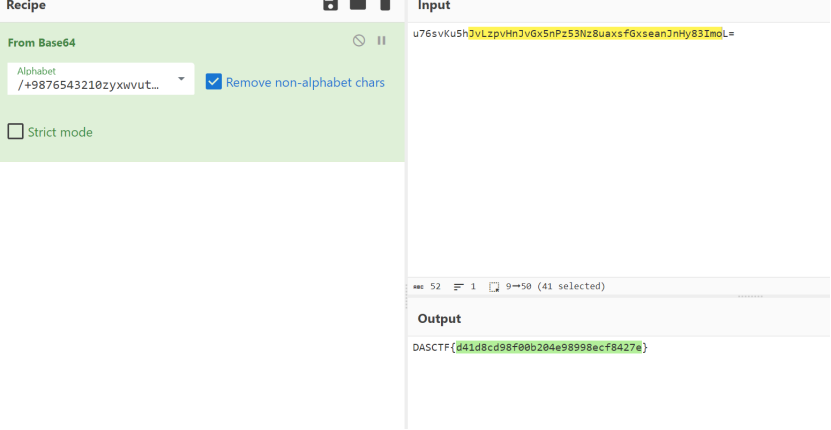 Recipe
From Base64
Alphabet
/+9876543210zyxwvut…
Remove non-alphabet chars
Strict mode
Input
u76svKu5hJvLzpvHnJvGx5nPz53Nz8uaxsfGxseanJnHy83ImoL=
ABC 52 1 9→50 (41 selected)
Output
DASCTF{d41d8cd98f00b204e98998ecf8427e}